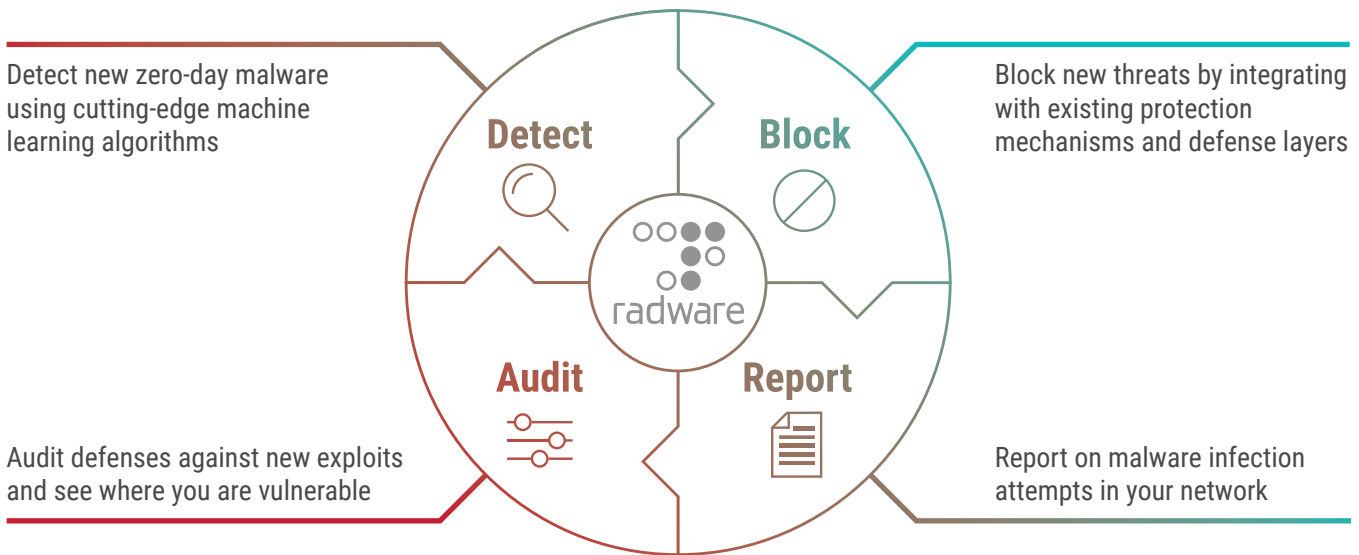 Detect new zero-day malware
using cutting-edge machine
learning algorithms
Detect
Block
Block new threats by integrating
with existing protection
mechanisms and defense layers
radware
Audit
Report
Audit defenses against new exploits
and see where you are vulnerable
Report on malware infection
attempts in your network